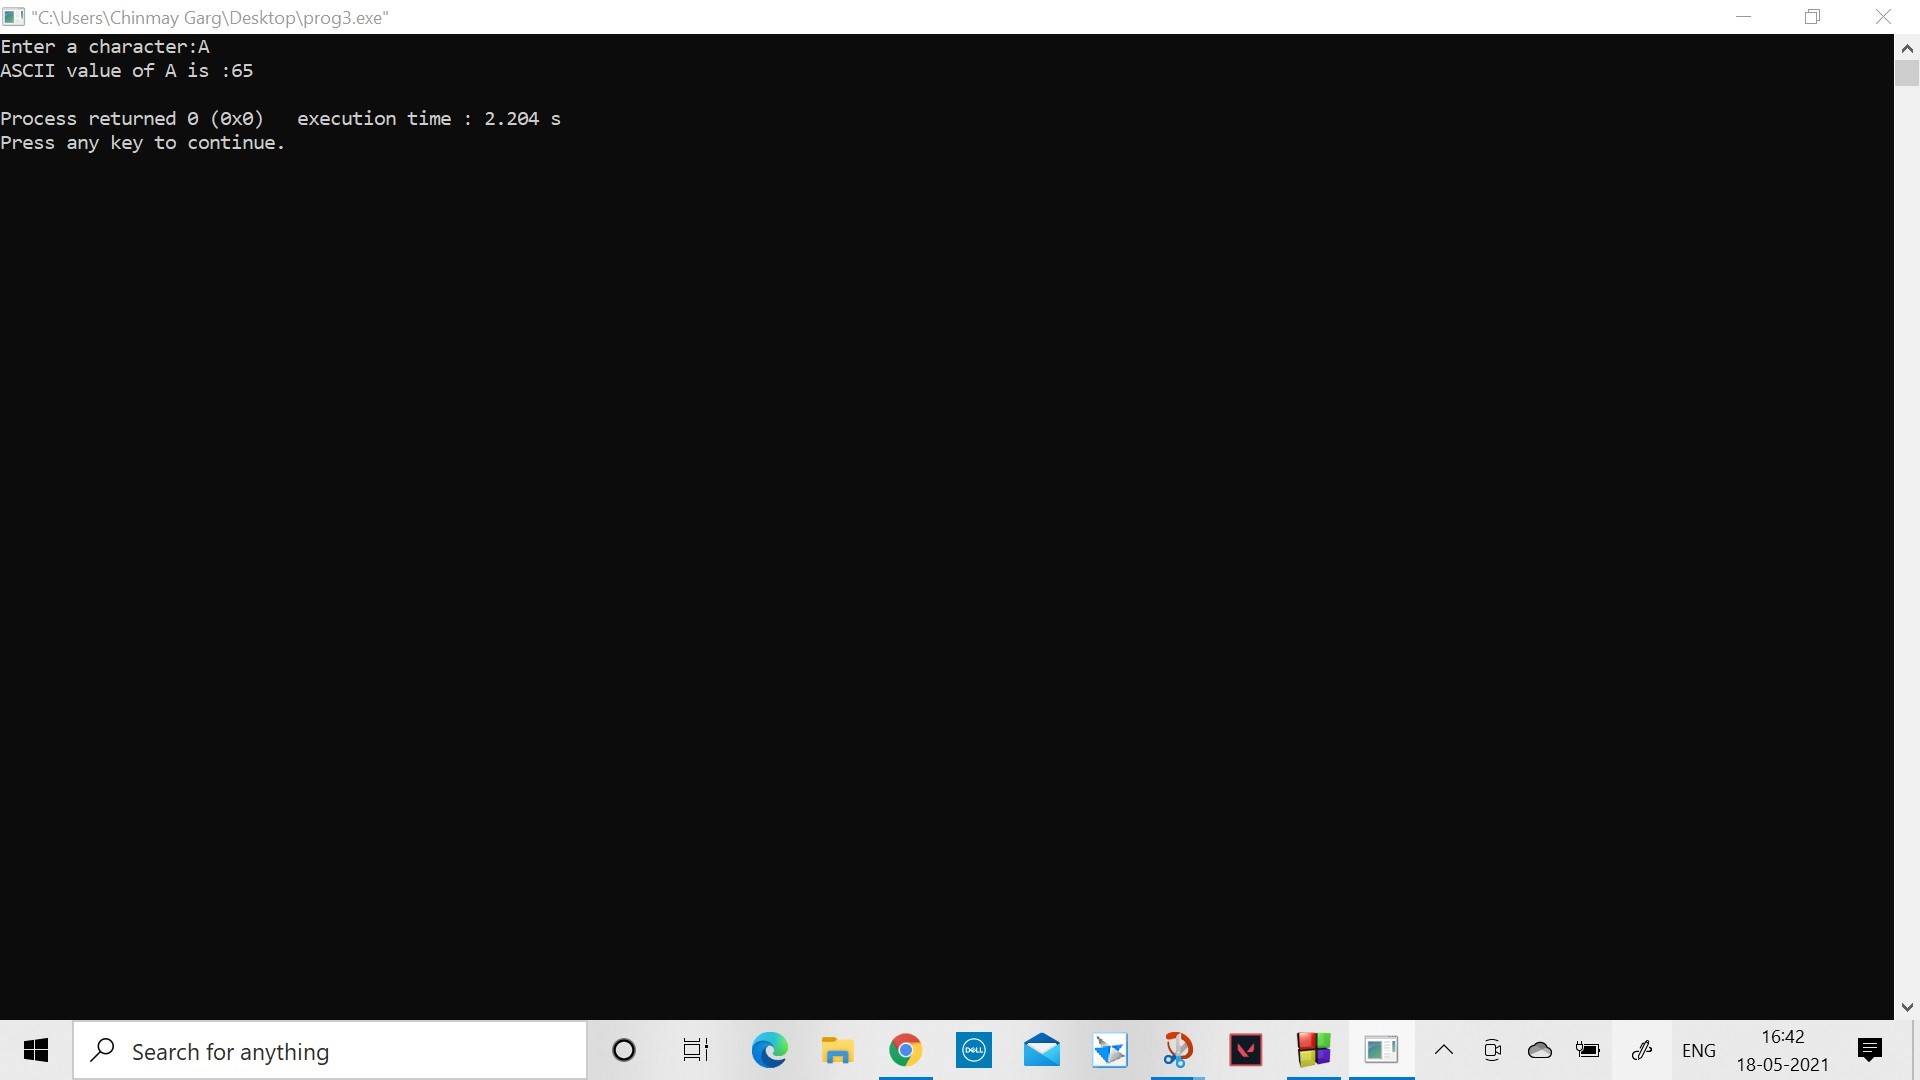 "C:\Users\Chinmay Garg\Desktop\prog3.exe"
Enter a character:A
ASCII value of A is :65
Process returned 0 (0x0)   execution time : 2.204 s
Press any key to continue.
Search for anything
DELL
ENG
16:42
18-05-2021